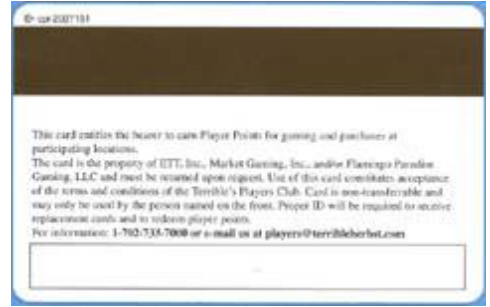 This card entitles the bearer to earn Player Points for gaming and purchases at
participating locations.
The card is the property of ETT, Inc., Market Gaming, Inc., and/or Flamingo Paradise
Gaming, LLC and must be returned upon request. Use of this card constitutes acceptance
of the terms and conditions of the Terrible's Players Club. Card is non-transferable and
may only be used by the person named on the front. Proper ID will be required to receive
replacement cards and to redeem player points.
For information: 1-702-735-7000 or e-mail us at players@terribleherbst.com